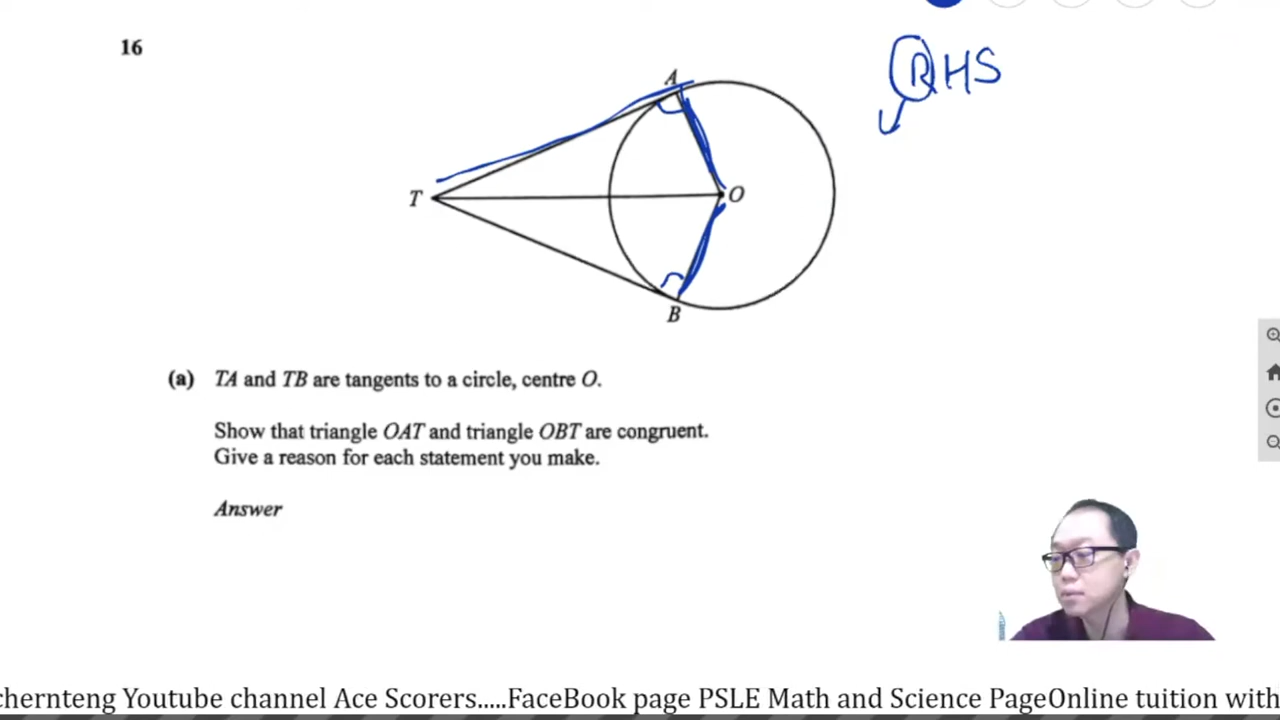 16
RHS
A
T
O
B
(a) TA and TB are tangents to a circle, centre O.
Show that triangle OAT and triangle OBT are congruent.
Give a reason for each statement you make.
Answer
chernteng Youtube channel Ace Scorers.....FaceBook page PSLE Math and Science PageOnline tuition with